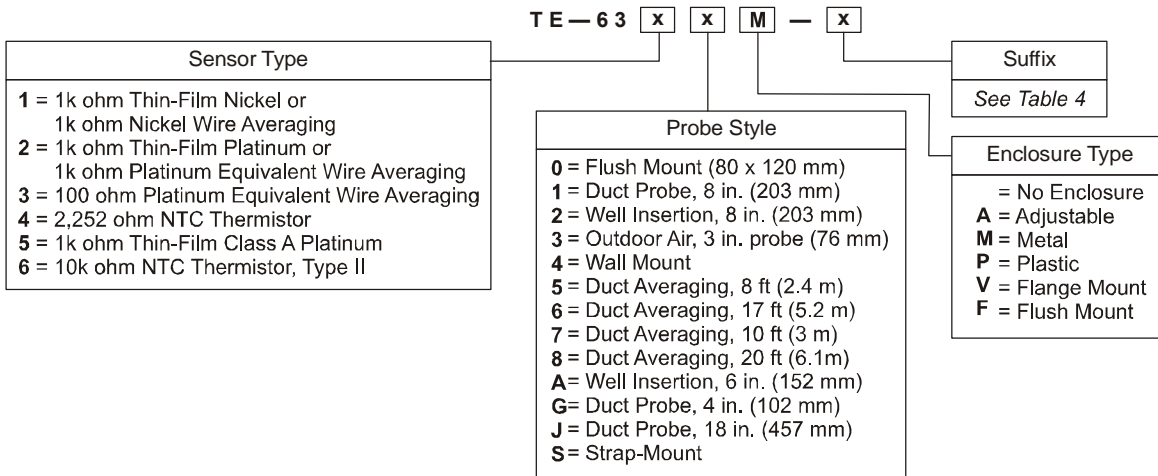 TE—63 x x M — x
Sensor Type
1 = 1k ohm Thin-Film Nickel or
1k ohm Nickel Wire Averaging
2 = 1k ohm Thin-Film Platinum or
1k ohm Platinum Equivalent Wire Averaging
3 = 100 ohm Platinum Equivalent Wire Averaging
4 = 2,252 ohm NTC Thermistor
5 = 1k ohm Thin-Film Class A Platinum
6 = 10k ohm NTC Thermistor, Type II
Probe Style
0 = Flush Mount (80 x 120 mm)
1 = Duct Probe, 8 in. (203 mm)
2 = Well Insertion, 8 in. (203 mm)
3 = Outdoor Air, 3 in. probe (76 mm)
4 = Wall Mount
5 = Duct Averaging, 8 ft (2.4 m)
6 = Duct Averaging, 17 ft (5.2 m)
7 = Duct Averaging, 10 ft (3 m)
8 = Duct Averaging, 20 ft (6.1m)
A= Well Insertion, 6 in. (152 mm)
G= Duct Probe, 4 in. (102 mm)
J = Duct Probe, 18 in. (457 mm)
S= Strap-Mount
Suffix
See Table 4
Enclosure Type
= No Enclosure
A = Adjustable
M = Metal
P = Plastic
V = Flange Mount
F = Flush Mount